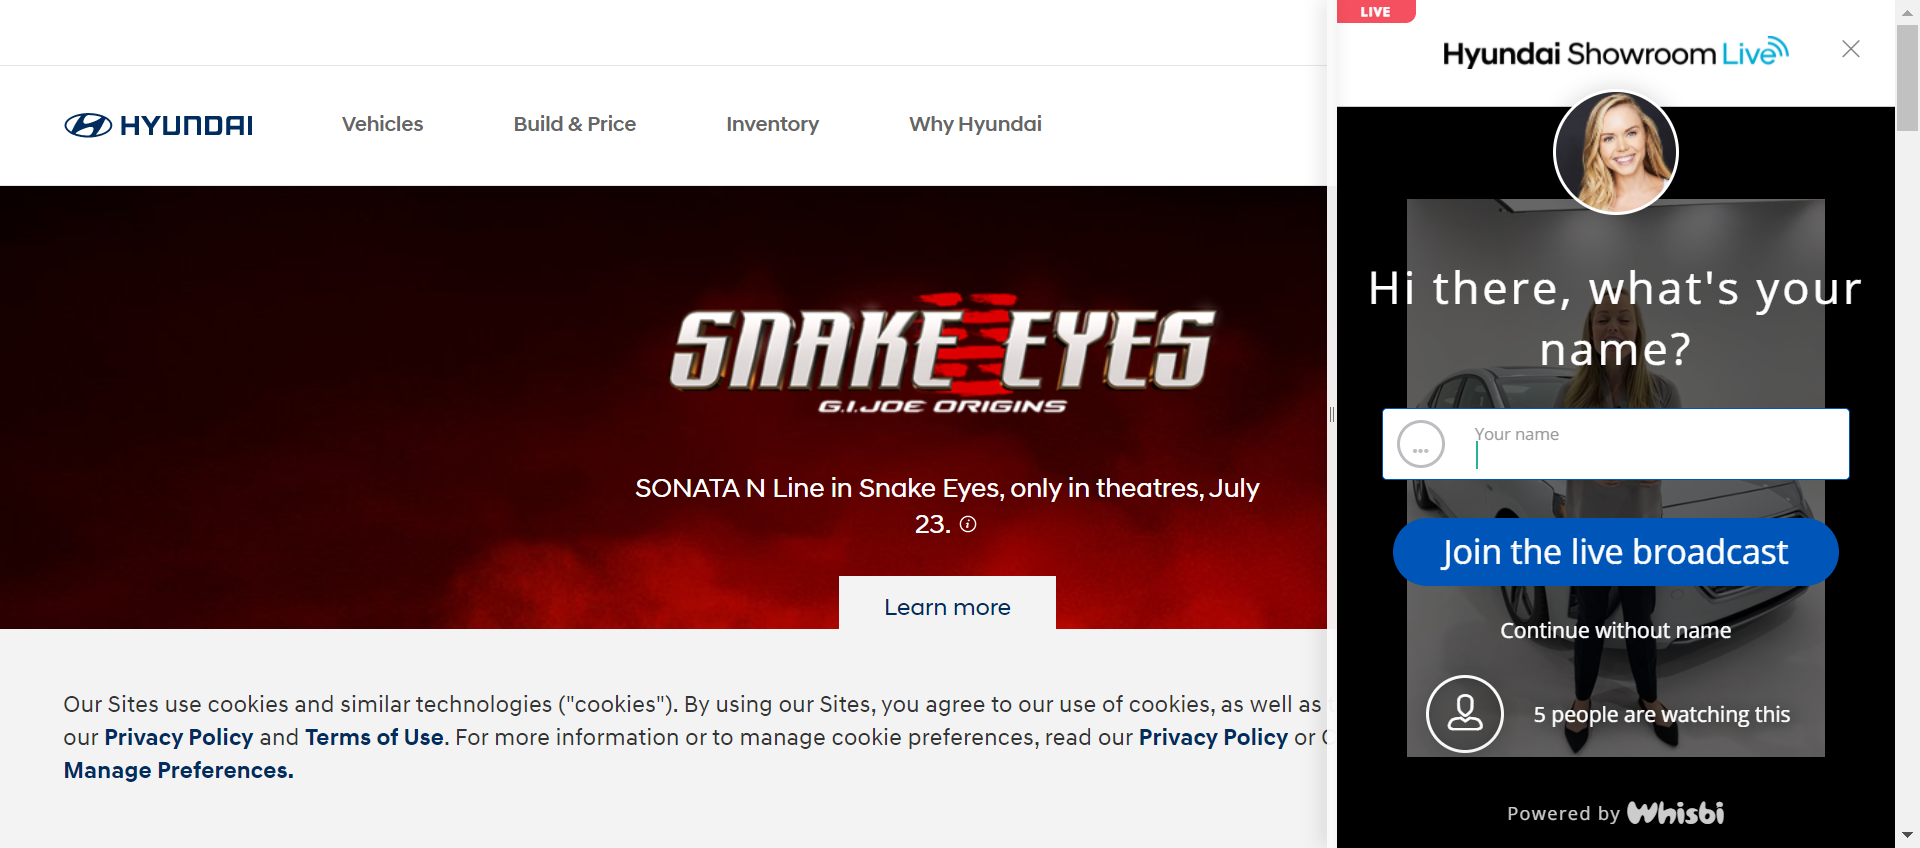 HYUNDAI
Vehicles
Build & Price
Inventory
Why Hyundai
SNAKE EYES
G.I.JOE ORIGINS
SONATA N Line in Snake Eyes, only in theatres, July
23.
Learn more
Our Sites use cookies and similar technologies ("cookies"). By using our Sites, you agree to our use of cookies, as well as
our Privacy Policy and Terms of Use. For more information or to manage cookie preferences, read our Privacy Policy or
Manage Preferences.
LIVE
Hyundai Showroom Live
Hi there, what's your
name?
Your name
Join the live broadcast
Continue without name
5 people are watching this
Powered by Whisbi